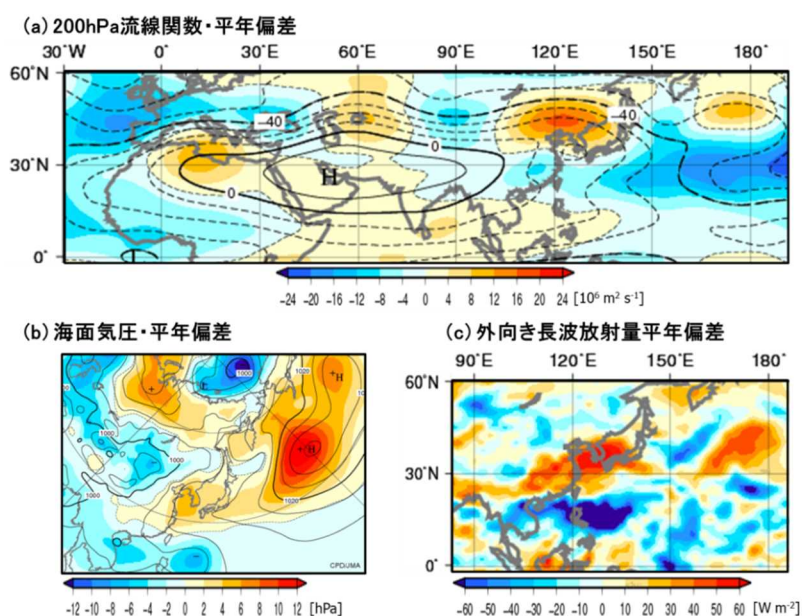 (a) 200hPa流線関数・平年偏差
30°W 0° 30°E 60°E 90°E 120°E 150°E 180°
60°N
30°N
0°
-40 0 -40
H
0
L
-24 -20 -16 -12 -8 -4 0 4 8 12 16 20 24 [10⁶ m² s⁻¹]
(b) 海面気圧・平年偏差
1000 1020 H
1000
H
1000
1020
CPD/JMA
-12 -10 -8 -6 -4 -2 0 2 4 6 8 10 12 [hPa]
(c) 外向き長波放射量平年偏差
90°E 120°E 150°E 180°
60°N
30°N
0°
-60 -50 -40 -30 -20 -10 0 10 20 30 40 50 60 [W m⁻²]